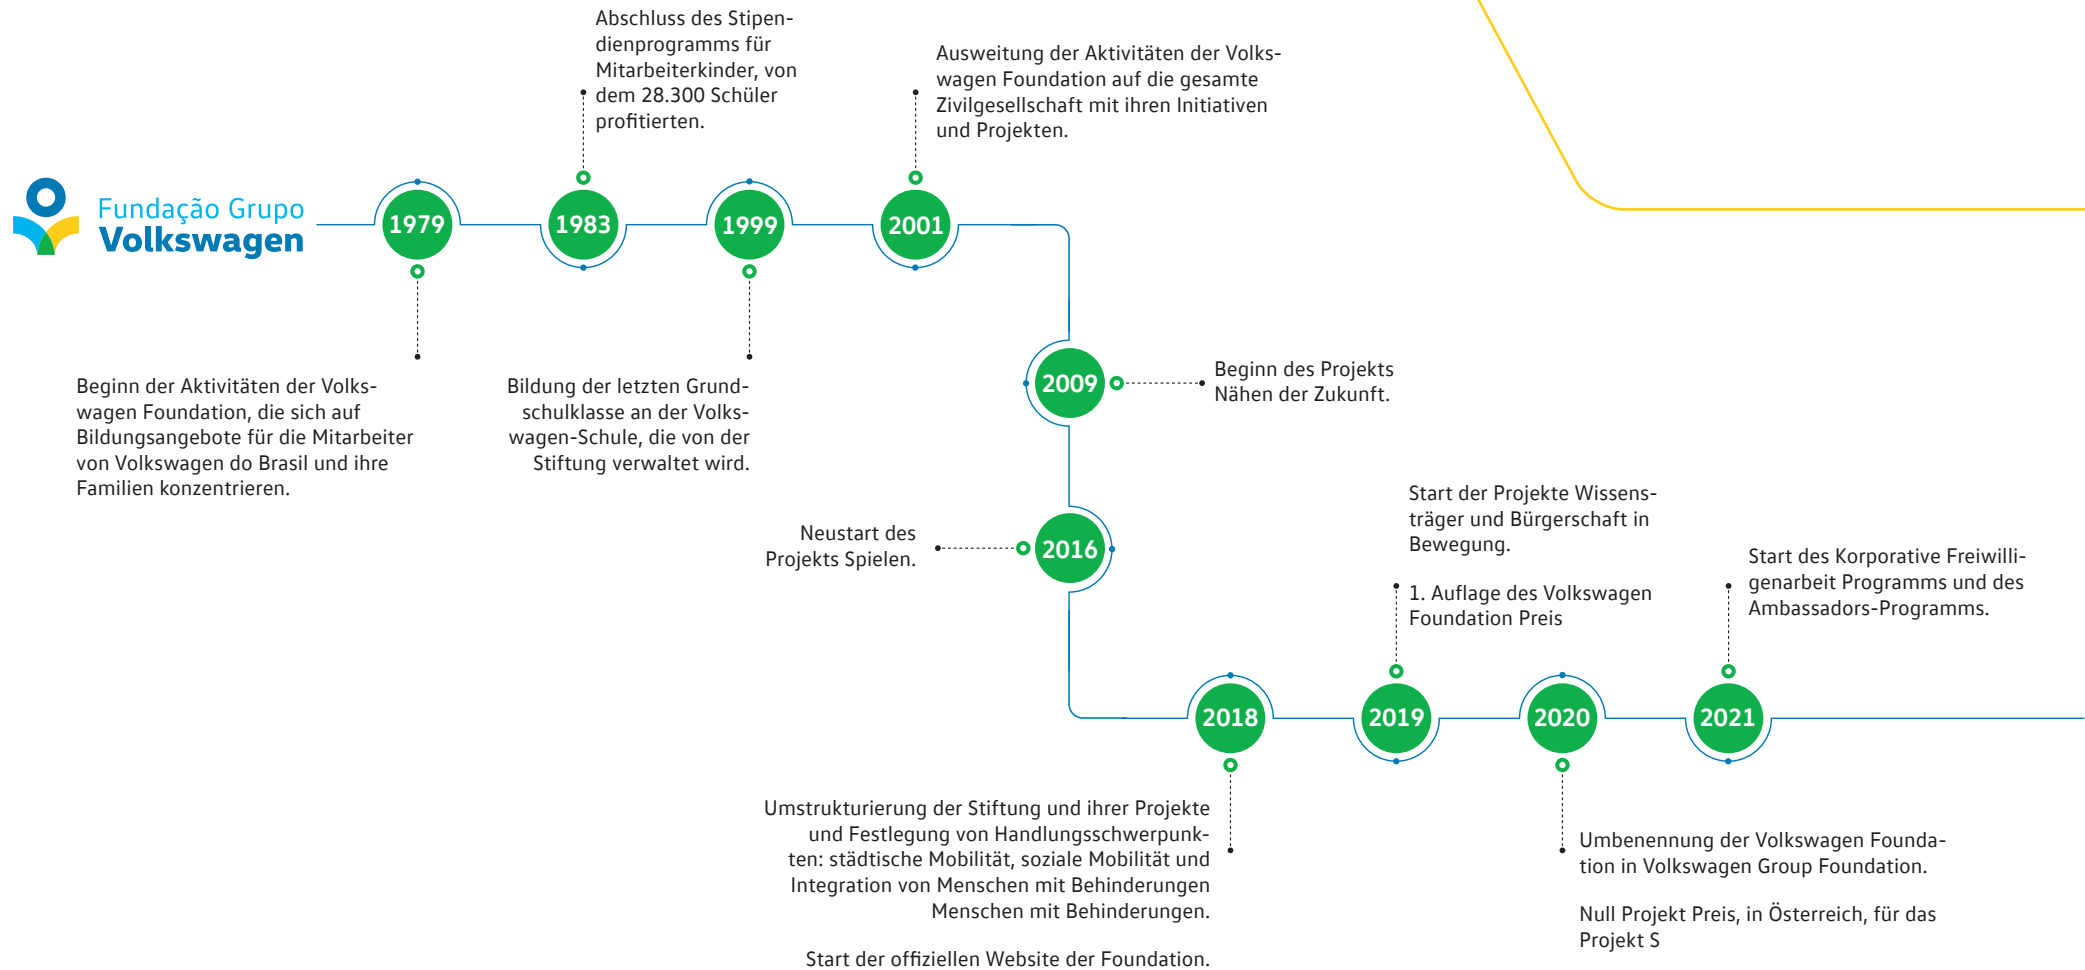 Fundação Grupo
Volkswagen
1979
Beginn der Aktivitäten der Volks-
wagen Foundation, die sich auf
Bildungsangebote für die Mitarbeiter
von Volkswagen do Brasil und ihre
Familien konzentrieren.
Abschluss des Stipen-
dienprogramms für
Mitarbeiterkinder, von
dem 28.300 Schüler
profitierten.
1983
1999
Bildung der letzten Grund-
schulklasse an der Volks-
wagen-Schule, die von der
Stiftung verwaltet wird.
Ausweitung der Aktivitäten der Volks-
wagen Foundation auf die gesamte
Zivilgesellschaft mit ihren Initiativen
und Projekten.
2001
2009
Beginn des Projekts
Nähen der Zukunft.
Neustart des
Projekts Spielen.
2016
2018
Umstrukturierung der Stiftung und ihrer Projekte
und Festlegung von Handlungsschwerpunk-
ten: städtische Mobilität, soziale Mobilität und
Integration von Menschen mit Behinderungen
Menschen mit Behinderungen.
Start der offiziellen Website der Foundation.
Start der Projekte Wissens-
träger und Bürgerschaft in
Bewegung.
1. Auflage des Volkswagen
Foundation Preis
2019
2020
Umbenennung der Volkswagen Founda-
tion in Volkswagen Group Foundation.
Null Projekt Preis, in Österreich, für das
Projekt S
Start des Korporative Freiwilli-
genarbeit Programms und des
Ambassadors-Programms.
2021